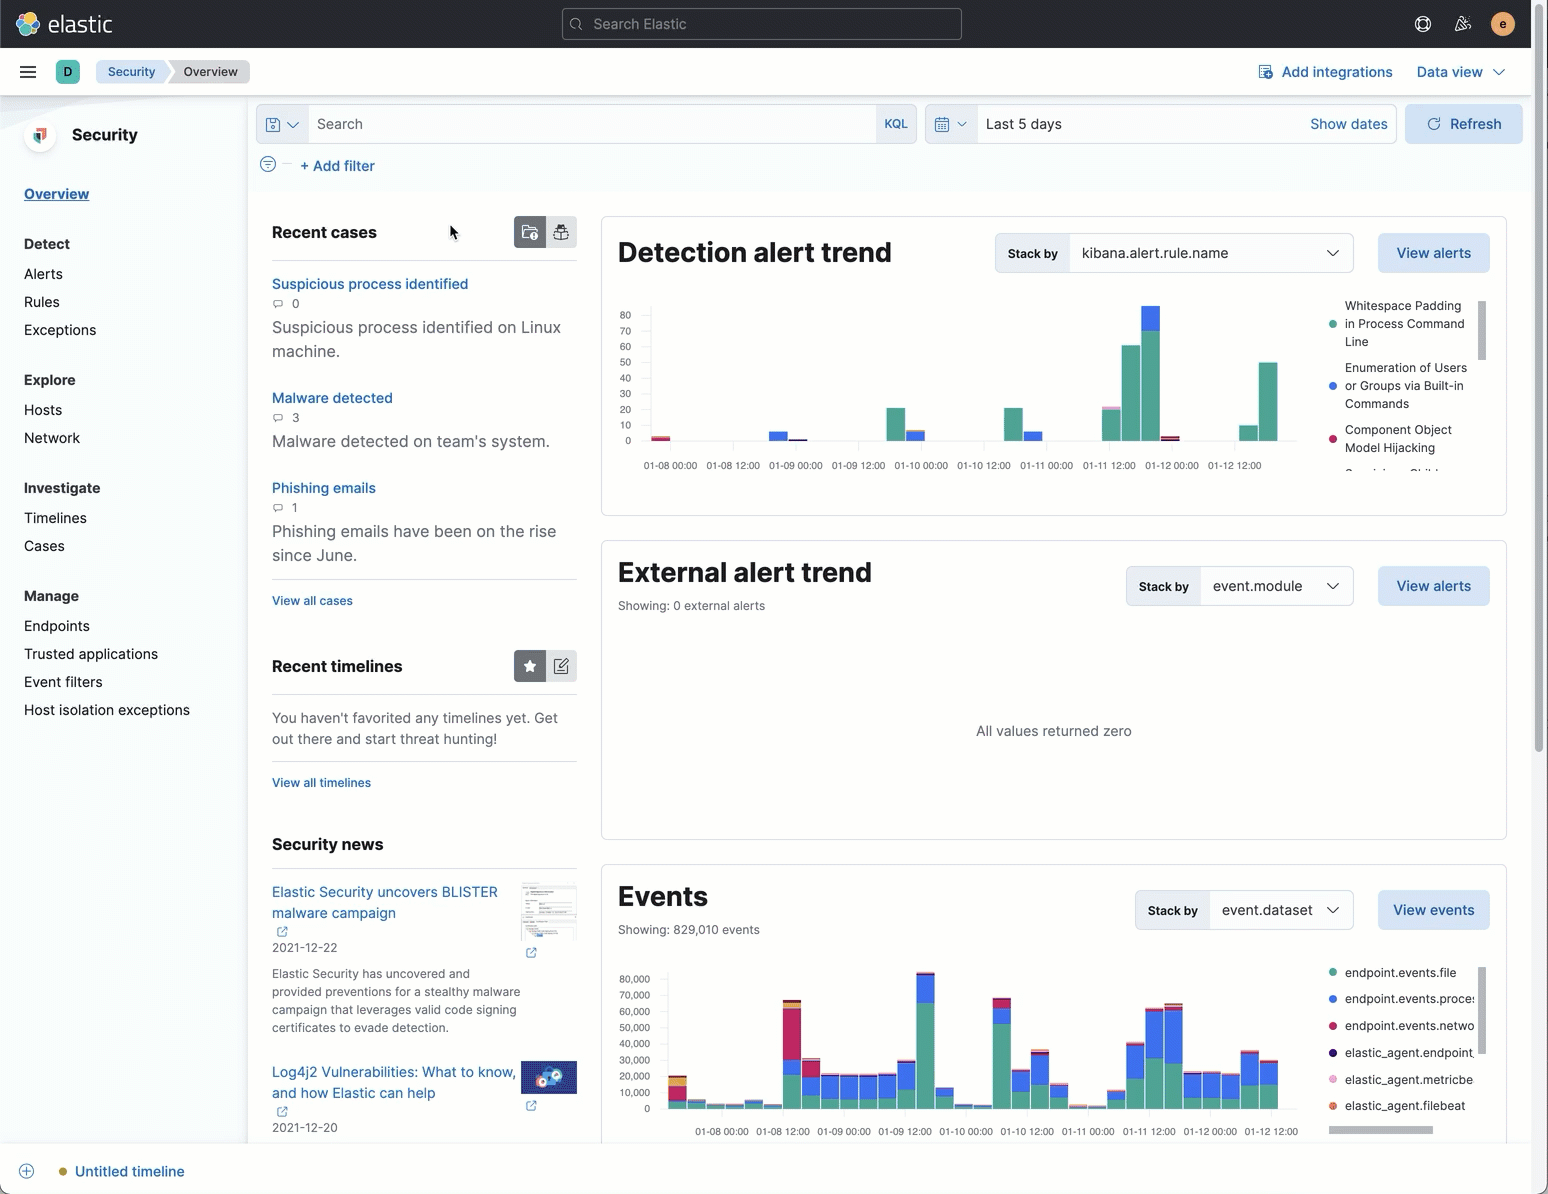 elastic
Search Elastic
e
D
Security
Overview
Add integrations
Data view
Security
Search
KQL
Last 5 days
Show dates
Refresh
+ Add filter
Overview
Detect
Alerts
Rules
Exceptions
Explore
Hosts
Network
Investigate
Timelines
Cases
Manage
Endpoints
Trusted applications
Event filters
Host isolation exceptions
Recent cases
Suspicious process identified
0
Suspicious process identified on Linux
machine.
Malware detected
3
Malware detected on team's system.
Phishing emails
1
Phishing emails have been on the rise
since June.
View all cases
Recent timelines
You haven't favorited any timelines yet. Get
out there and start threat hunting!
View all timelines
Security news
Elastic Security uncovers BLISTER
malware campaign
2021-12-22
Elastic Security has uncovered and
provided preventions for a stealthy malware
campaign that leverages valid code signing
certificates to evade detection.
Log4j2 Vulnerabilities: What to know,
and how Elastic can help
2021-12-20
Detection alert trend
Stack by
kibana.alert.rule.name
View alerts
80
70
60
50
40
30
20
10
0
01-08 00:00 01-08 12:00 01-09 00:00 01-09 12:00 01-10 00:00 01-10 12:00 01-11 00:00 01-11 12:00 01-12 00:00 01-12 12:00
Whitespace Padding
in Process Command
Line
Enumeration of Users
or Groups via Built-in
Commands
Component Object
Model Hijacking
External alert trend
Showing: 0 external alerts
Stack by
event.module
View alerts
All values returned zero
Events
Showing: 829,010 events
Stack by
event.dataset
View events
80,000
70,000
60,000
50,000
40,000
30,000
20,000
10,000
0
01-08 00:00 01-08 12:00 01-09 00:00 01-09 12:00 01-10 00:00 01-10 12:00 01-11 00:00 01-11 12:00 01-12 00:00 01-12 12:00
endpoint.events.file
endpoint.events.proce
endpoint.events.netwo
elastic_agent.endpoint
elastic_agent.metricbe
elastic_agent.filebeat
Untitled timeline